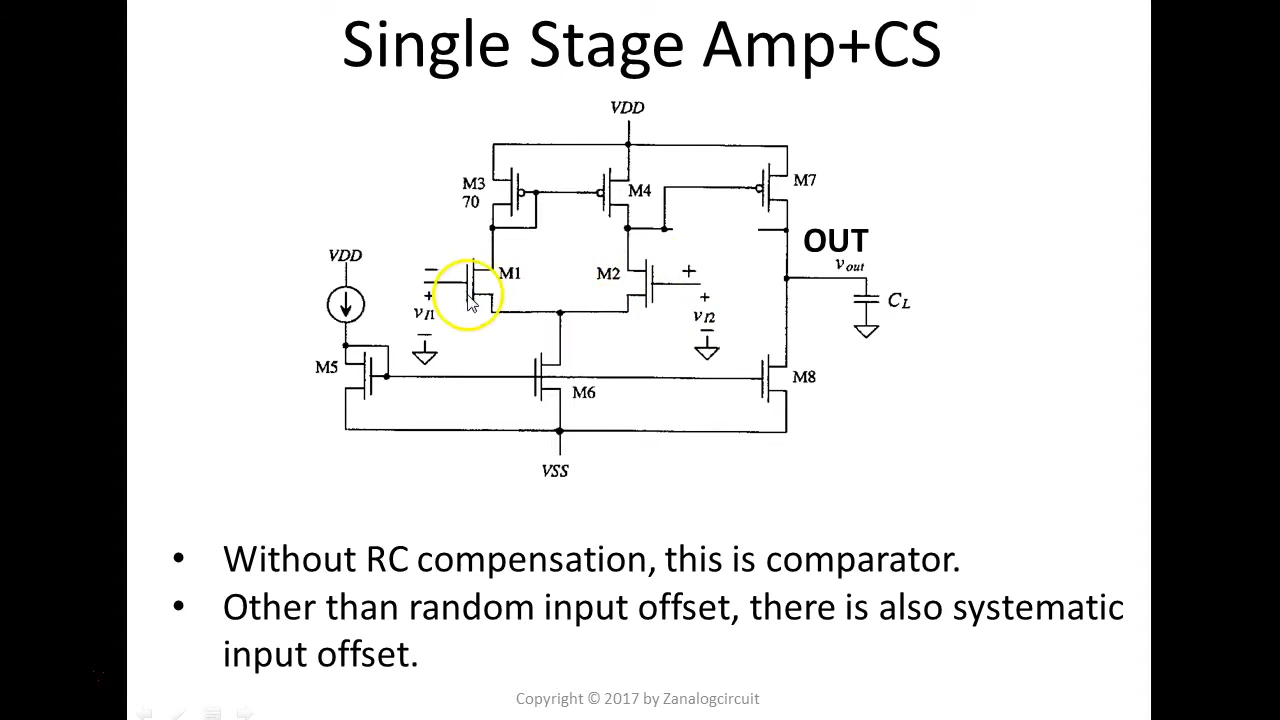 Single Stage Amp+CS
VDD
M3
70
M4
M7
OUT
VDD
M1
M2
+
vout
−
+
vI1
−
+
vI2
−
CL
M5
M6
M8
VSS
• Without RC compensation, this is comparator.
• Other than random input offset, there is also systematic
input offset.
Copyright © 2017 by Zanalogcircuit